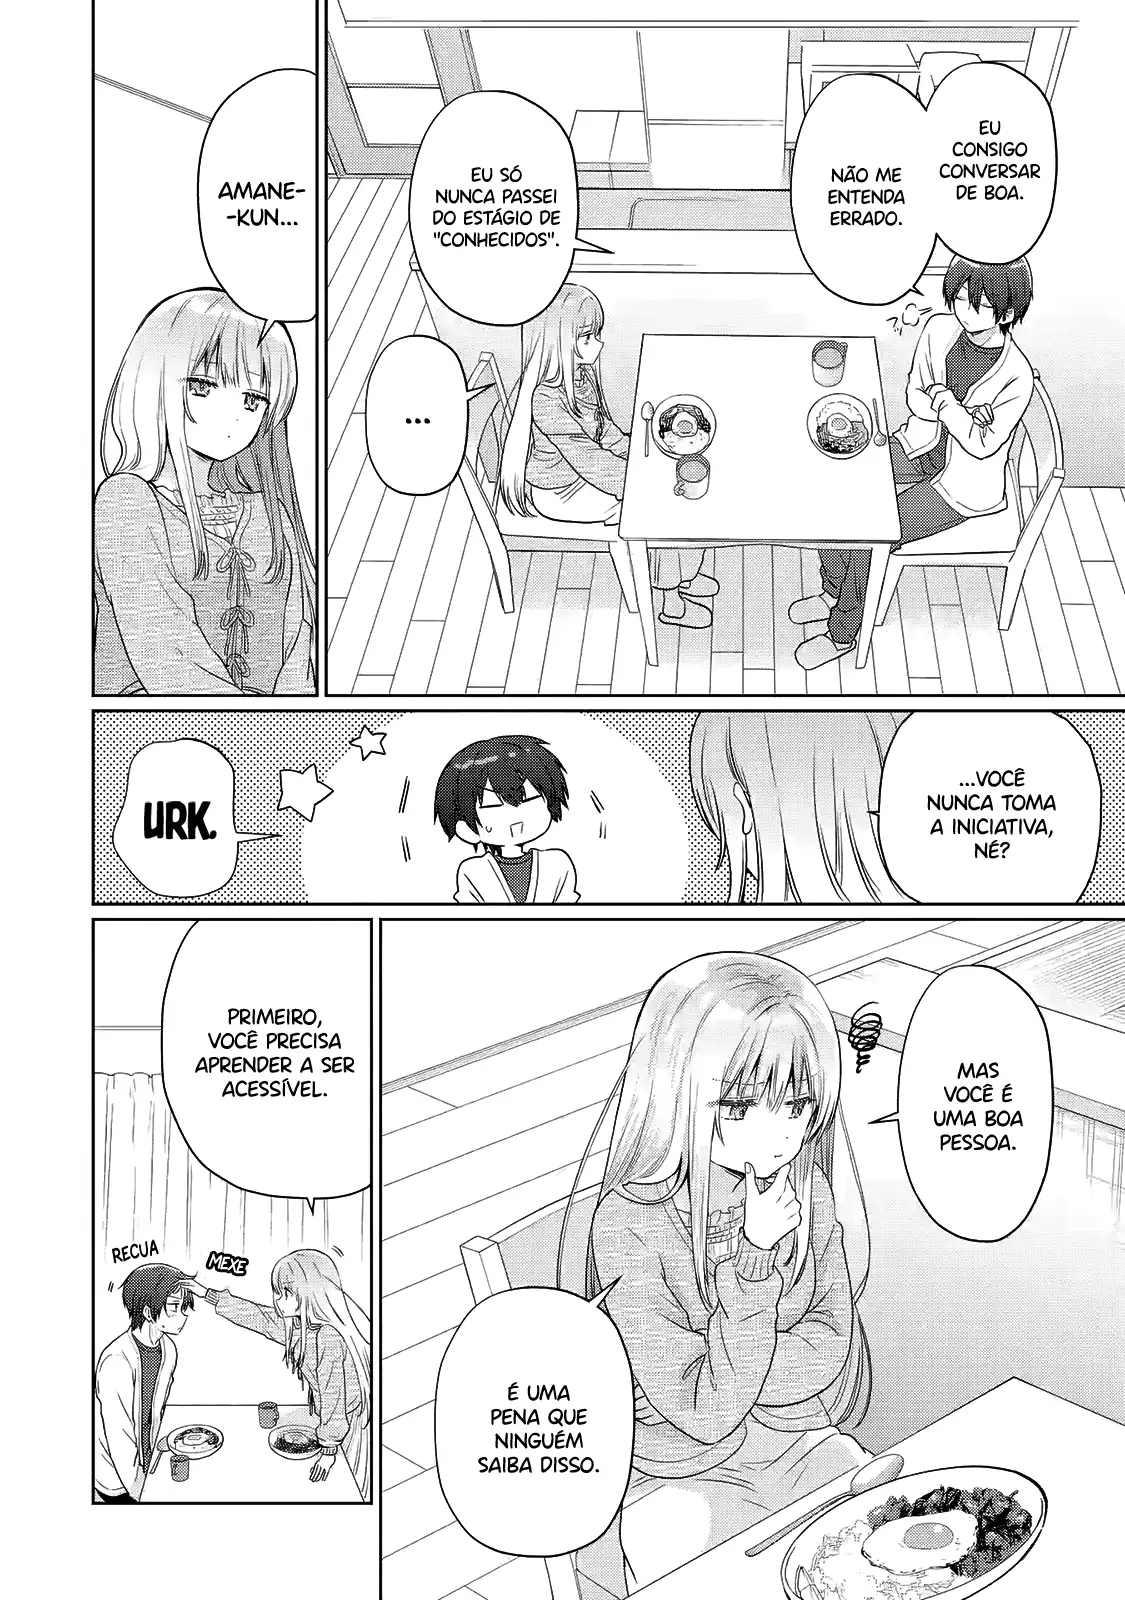 EU
CONSIGO
CONVERSAR
DE BOA.
NÃO ME
ENTENDA
ERRADO.
EU SÓ
NUNCA PASSEI
DO ESTÁGIO DE
"CONHECIDOS".
...
AMANE-
-KUN...
...VOCÊ
NUNCA TOMA
A INICIATIVA,
NÉ?
URK.
MAS
VOCÊ É
UMA BOA
PESSOA.
É UMA
PENA QUE
NINGUÉM
SAIBA DISSO.
PRIMEIRO,
VOCÊ PRECISA
APRENDER A SER
ACESSÍVEL.
RECUA
MEXE